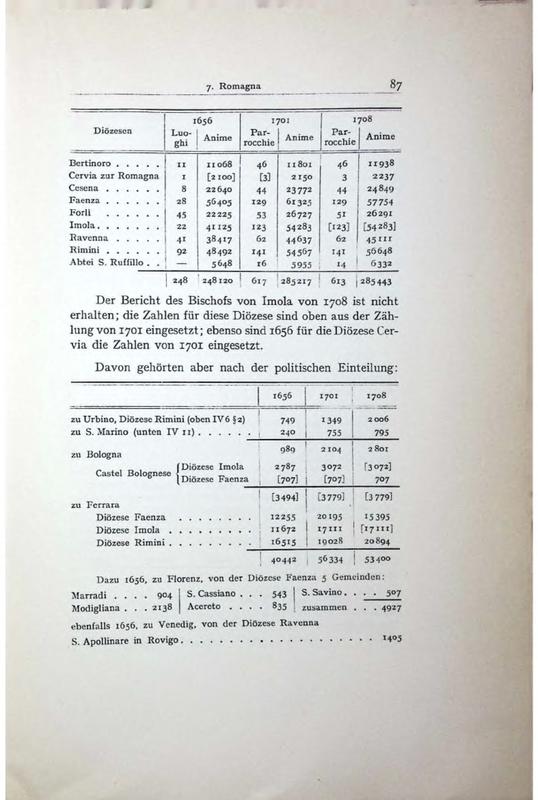 7. Romagna 87
Diözesen 1656 1701 1708
Luo-ghi Anime Par-rocchie Anime Par-rocchie Anime
Bertinoro . . . . . 11 11068 46 11801 46 11938
Cervia zur Romagna 1 [2100] [3] 2150 3 2237
Cesena . . . . . . 8 22640 44 23772 44 24849
Faenza . . . . . . 28 56405 129 61325 129 57754
Forli . . . . . . 45 22225 53 26727 51 26291
Imola . . . . . . . 22 41125 123 54283 [123] [54283]
Ravenna . . . . . 41 38417 62 44637 62 45111
Rimini . . . . . . 92 48492 141 54567 141 56648
Abtei S. Ruffillo . . — 5648 16 5955 14 6332
248 248120 617 285217 613 285443
Der Bericht des Bischofs von Imola von 1708 ist nicht
erhalten; die Zahlen für diese Diözese sind oben aus der Zäh-
lung von 1701 eingesetzt; ebenso sind 1656 für die Diözese Cer-
via die Zahlen von 1701 eingesetzt.
Davon gehörten aber nach der politischen Einteilung:
1656 1701 1708
zu Urbino, Diözese Rimini (oben IV 6 § 2) 749 1349 2006
zu S. Marino (unten IV 11) . . . . . . 240 755 795
989 2104 2801
zu Bologna
Castel Bolognese { Diözese Imola 2787 3072 [3072]
Diözese Faenza [707] [707] 707
[3494] [3779] [3779]
zu Ferrara
Diözese Faenza . . . . . . . . 12255 20195 15395
Diözese Imola . . . . . . . . . 11672 17111 [17111]
Diözese Rimini . . . . . . . . . 16515 19028 20894
40442 56334 53400
Dazu 1656, zu Florenz, von der Diözese Faenza 5 Gemeinden:
Marradi . . . . 904 S. Cassiano . . . 543 S. Savino . . . . 507
Modigliana . . . 2138 Acereto . . . . 835 zusammen . . . 4927
ebenfalls 1656, zu Venedig, von der Diözese Ravenna
S. Apollinare in Rovigo . . . . . . . . . . . . . . . . . . . . 1405